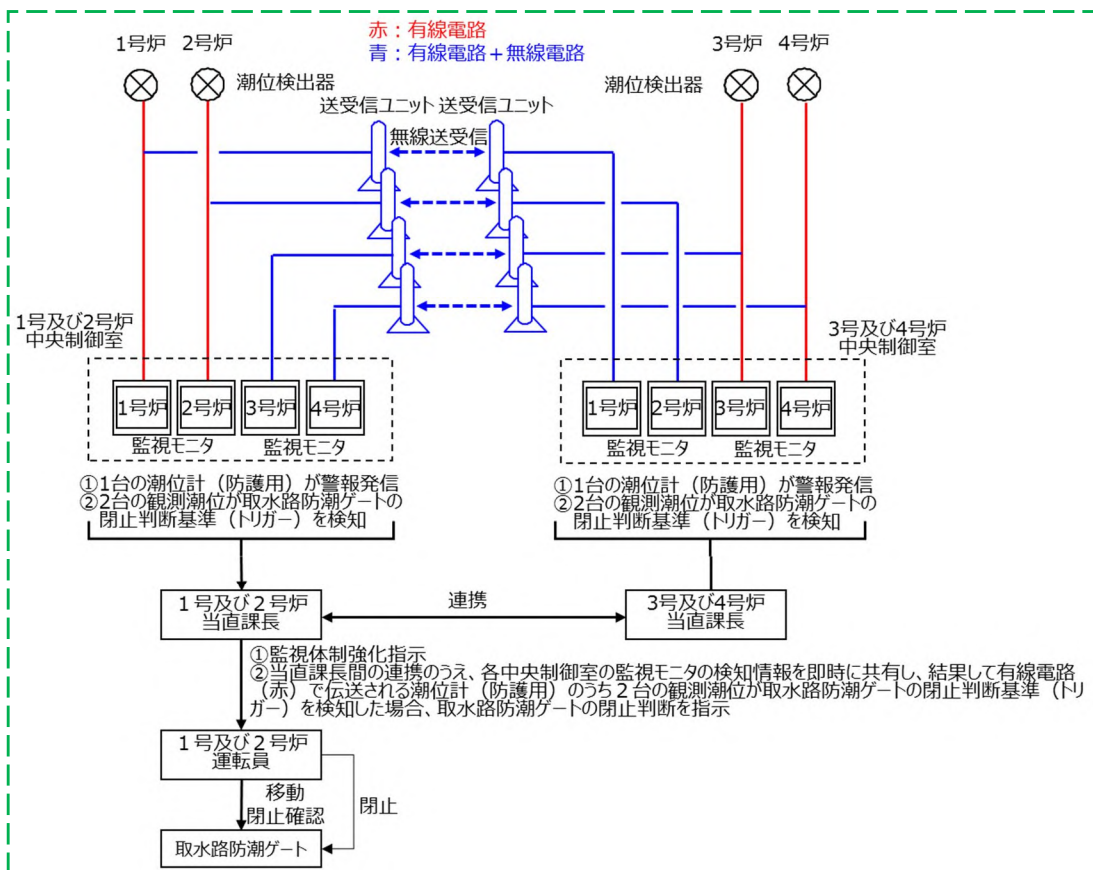 赤：有線電路
青：有線電路＋無線電路
1号炉 2号炉
3号炉 4号炉
潮位検出器
潮位検出器
送受信ユニット 送受信ユニット
無線送受信
1号及び2号炉
中央制御室
3号及び4号炉
中央制御室
1号炉 2号炉 3号炉 4号炉
監視モニタ 監視モニタ
1号炉 2号炉 3号炉 4号炉
監視モニタ 監視モニタ
①1台の潮位計（防護用）が警報発信
②2台の観測潮位が取水路防潮ゲートの
閉止判断基準（トリガー）を検知
①1台の潮位計（防護用）が警報発信
②2台の観測潮位が取水路防潮ゲートの
閉止判断基準（トリガー）を検知
１号及び２号炉
当直課長
連携
3号及び4号炉
当直課長
①監視体制強化指示
②当直課長間の連携のうえ、各中央制御室の監視モニタの検知情報を即時に共有し、結果して有線電路
（赤）で伝送される潮位計（防護用）のうち２台の観測潮位が取水路防潮ゲートの閉止判断基準（トリ
ガー）を検知した場合、取水路防潮ゲートの閉止判断を指示
１号及び２号炉
運転員
移動
閉止確認
閉止
取水路防潮ゲート